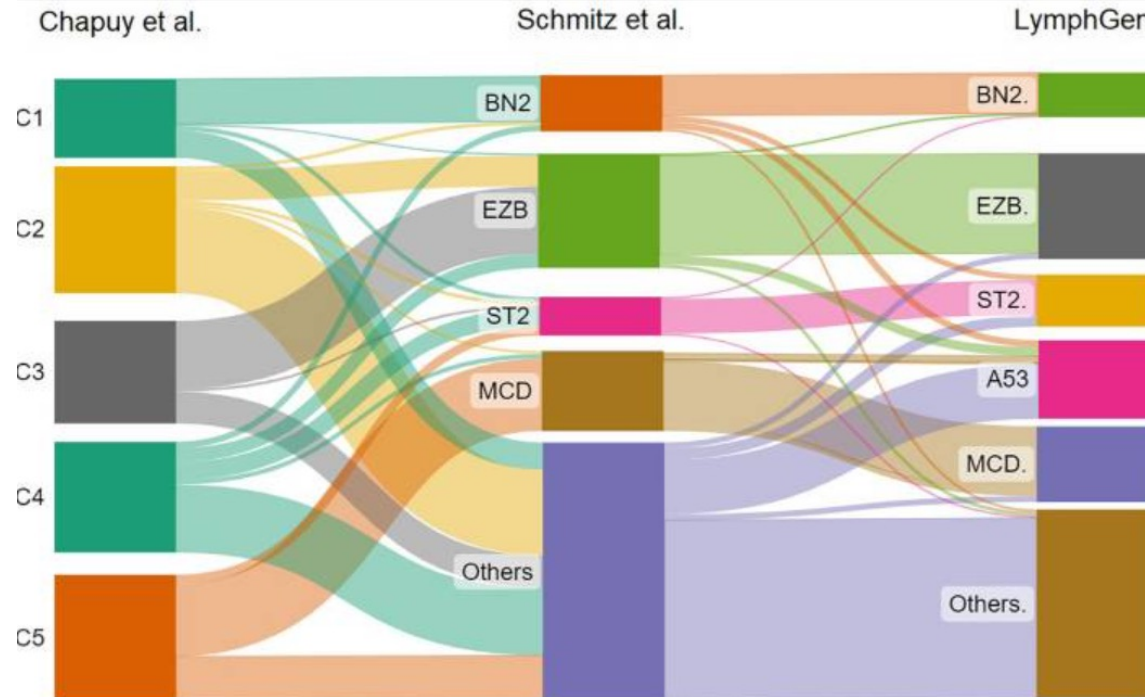 Chapuy et al. Schmitz et al. LymphGen
C1 BN2 BN2.
C2 EZB EZB.
C3 ST2 ST2.
MCD A53
C4 MCD.
Others Others.
C5